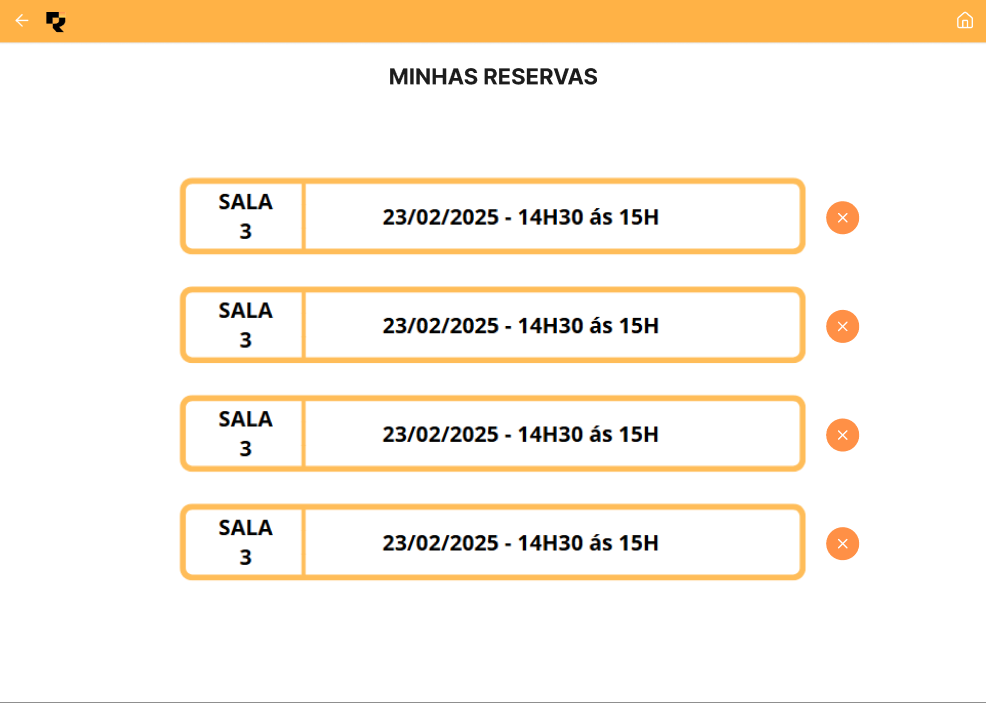 MINHAS RESERVAS
SALA
3
23/02/2025 - 14H30 ás 15H
SALA
3
23/02/2025 - 14H30 ás 15H
SALA
3
23/02/2025 - 14H30 ás 15H
SALA
3
23/02/2025 - 14H30 ás 15H